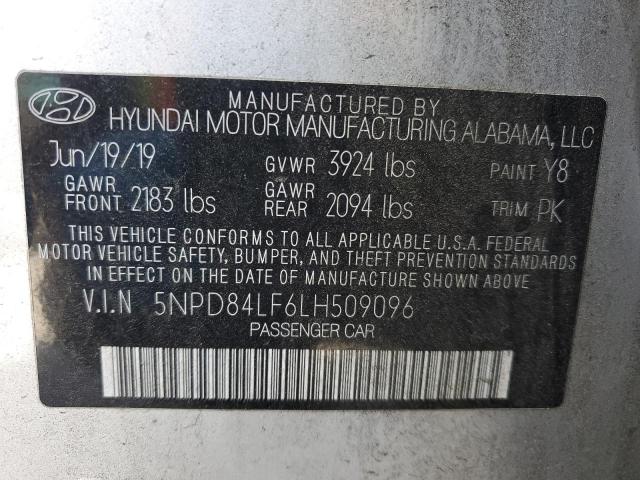 MANUFACTURED BY
HYUNDAI MOTOR MANUFACTURING ALABAMA, LLC
Jun/19/19 GVWR 3924 lbs PAINT Y8
GAWR FRONT 2183 lbs GAWR REAR 2094 lbs TRIM PK
THIS VEHICLE CONFORMS TO ALL APPLICABLE U.S.A. FEDERAL
MOTOR VEHICLE SAFETY, BUMPER, AND THEFT PREVENTION STANDARDS
IN EFFECT ON THE DATE OF MANUFACTURE SHOWN ABOVE.
V.I.N 5NPD84LF6LH509096
PASSENGER CAR